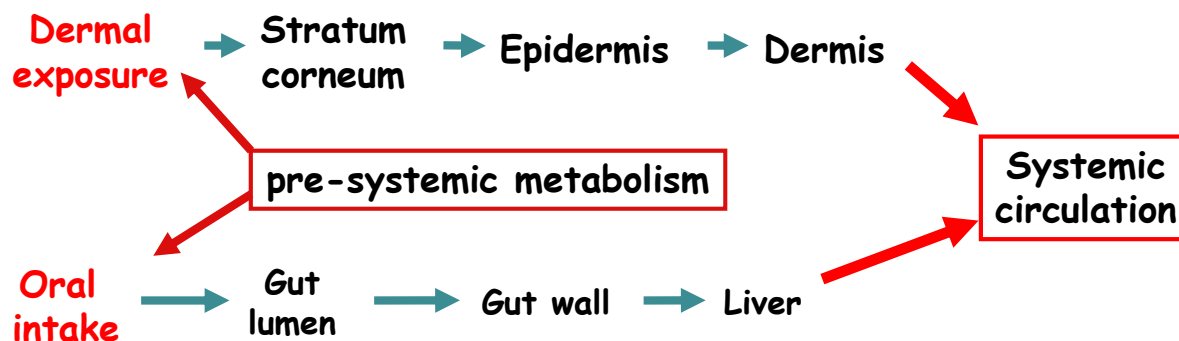 Dermal
exposure
Stratum
corneum
Epidermis
Dermis
pre-systemic metabolism
Systemic
circulation
Oral
intake
Gut
lumen
Gut wall
Liver